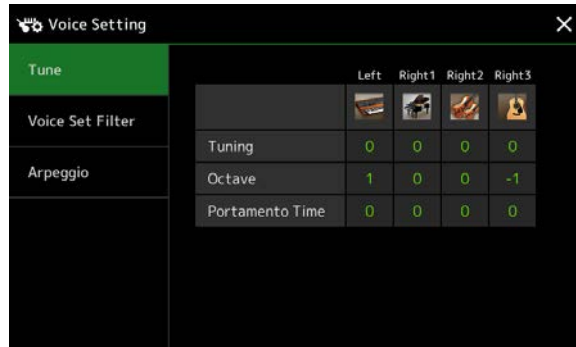 Voice Setting
Tune
Voice Set Filter
Arpeggio
Left Right1 Right2 Right3
Tuning 0 0 0 0
Octave 1 0 0 -1
Portamento Time 0 0 0 0